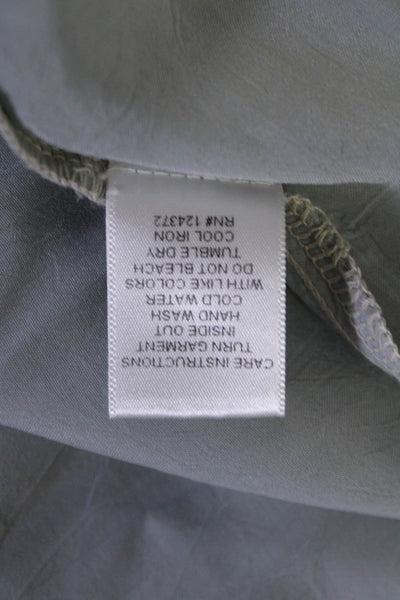 CARE INSTRUCTIONS
TURN GARMENT
INSIDE OUT
HAND WASH
COLD WATER
WITH LIKE COLORS
DO NOT BLEACH
TUMBLE DRY
COOL IRON
RN# 124372